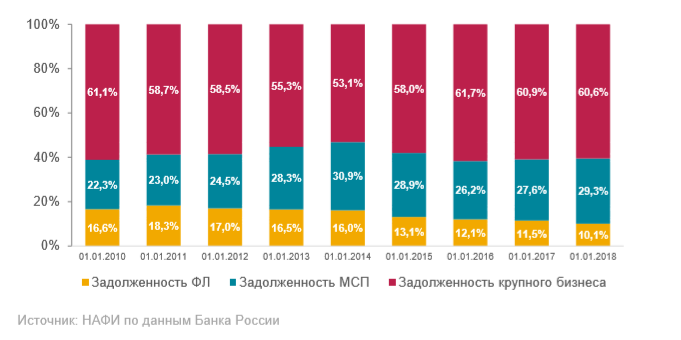 100%
80%
60%
40%
20%
0%
61,1% 58,7% 58,5% 55,3% 53,1% 58,0% 61,7% 60,9% 60,6%
22,3% 23,0% 24,5% 28,3% 30,9% 28,9% 26,2% 27,6% 29,3%
16,6% 18,3% 17,0% 16,5% 16,0% 13,1% 12,1% 11,5% 10,1%
01.01.2010 01.01.2011 01.01.2012 01.01.2013 01.01.2014 01.01.2015 01.01.2016 01.01.2017 01.01.2018
Задолженность ФЛ Задолженность МСП Задолженность крупного бизнеса
Источник: НАФИ по данным Банка России